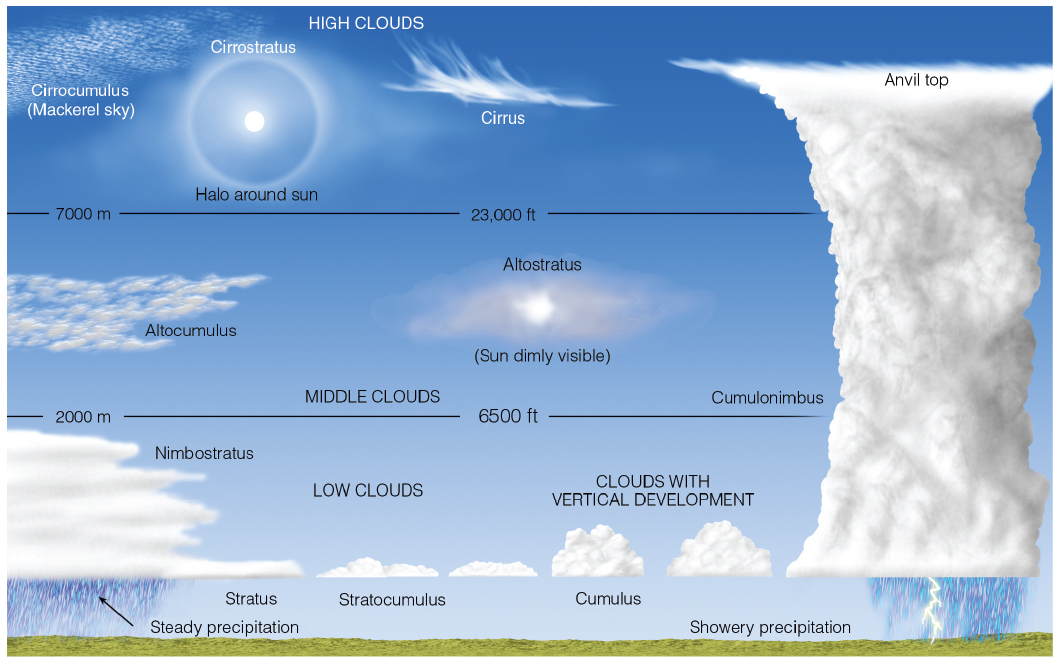 HIGH CLOUDS
Cirrostratus
Cirrocumulus
(Mackerel sky)
Cirrus
Anvil top
Halo around sun
7000 m
23,000 ft
Altostratus
Altocumulus
(Sun dimly visible)
MIDDLE CLOUDS
Cumulonimbus
2000 m
6500 ft
Nimbostratus
LOW CLOUDS
CLOUDS WITH
VERTICAL DEVELOPMENT
Stratus
Stratocumulus
Cumulus
Steady precipitation
Showery precipitation